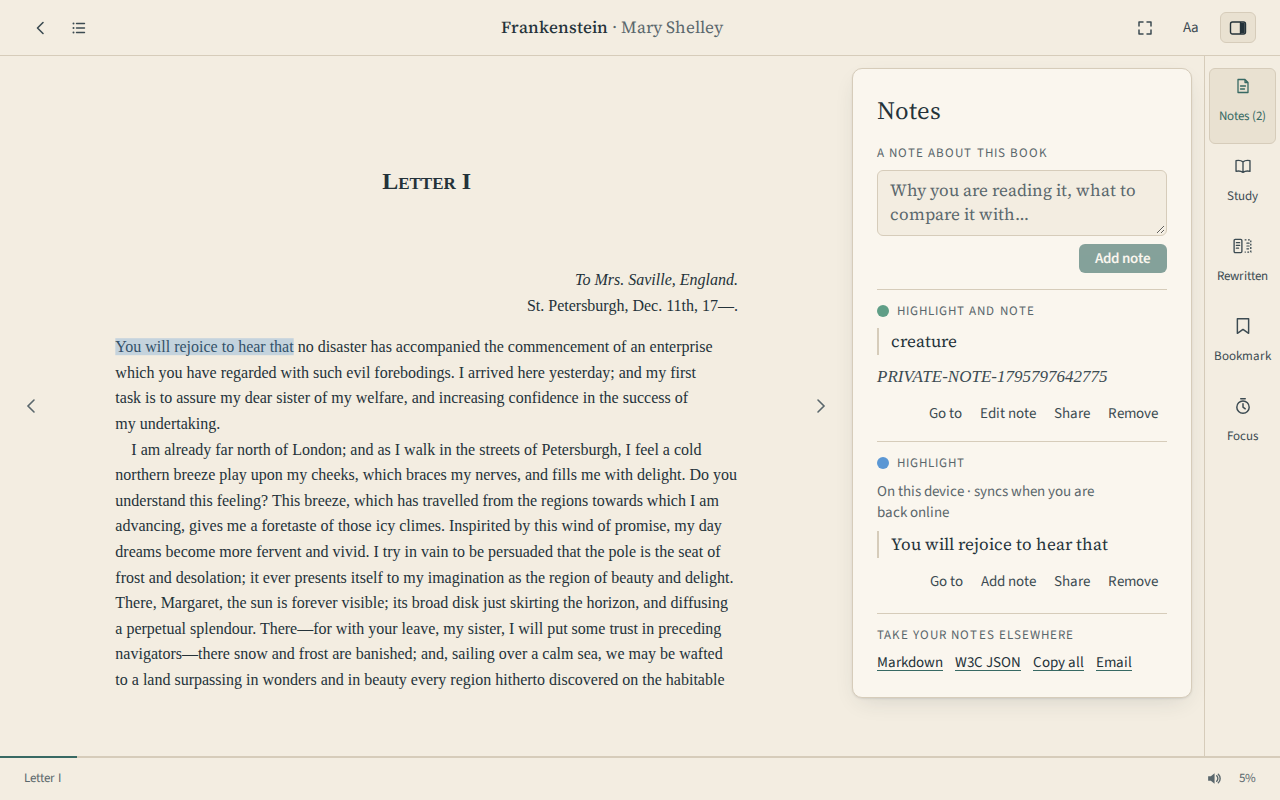 Frankenstein · Mary Shelley
Aa
LETTER I
To Mrs. Saville, England.
St. Petersburgh, Dec. 11th, 17—.
You will rejoice to hear that no disaster has accompanied the commencement of an enterprise
which you have regarded with such evil forebodings. I arrived here yesterday; and my first
task is to assure my dear sister of my welfare, and increasing confidence in the success of
my undertaking.
I am already far north of London; and as I walk in the streets of Petersburgh, I feel a cold
northern breeze play upon my cheeks, which braces my nerves, and fills me with delight. Do you
understand this feeling? This breeze, which has travelled from the regions towards which I am
advancing, gives me a foretaste of those icy climes. Inspirited by this wind of promise, my day
dreams become more fervent and vivid. I try in vain to be persuaded that the pole is the seat of
frost and desolation; it ever presents itself to my imagination as the region of beauty and delight.
There, Margaret, the sun is forever visible; its broad disk just skirting the horizon, and diffusing
a perpetual splendour. There—for with your leave, my sister, I will put some trust in preceding
navigators—there snow and frost are banished; and, sailing over a calm sea, we may be wafted
to a land surpassing in wonders and in beauty every region hitherto discovered on the habitable
Notes
A NOTE ABOUT THIS BOOK
Why you are reading it, what to
compare it with...
Add note
HIGHLIGHT AND NOTE
creature
PRIVATE-NOTE-1795797642775
Go to Edit note Share Remove
HIGHLIGHT
On this device · syncs when you are
back online
You will rejoice to hear that
Go to Add note Share Remove
TAKE YOUR NOTES ELSEWHERE
Markdown W3C JSON Copy all Email
Notes (2)
Study
Rewritten
Bookmark
Focus
Letter I
5%